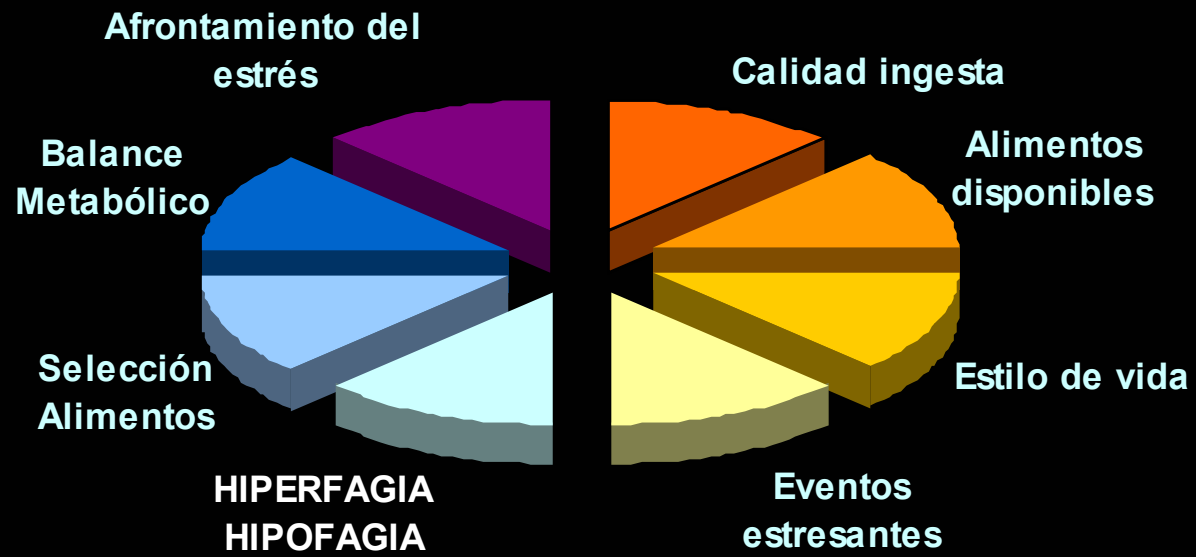 Afrontamiento del
estrés
Calidad ingesta
Balance
Metabólico
Alimentos
disponibles
Selección
Alimentos
Estilo de vida
HIPERFAGIA
HIPOFAGIA
Eventos
estresantes